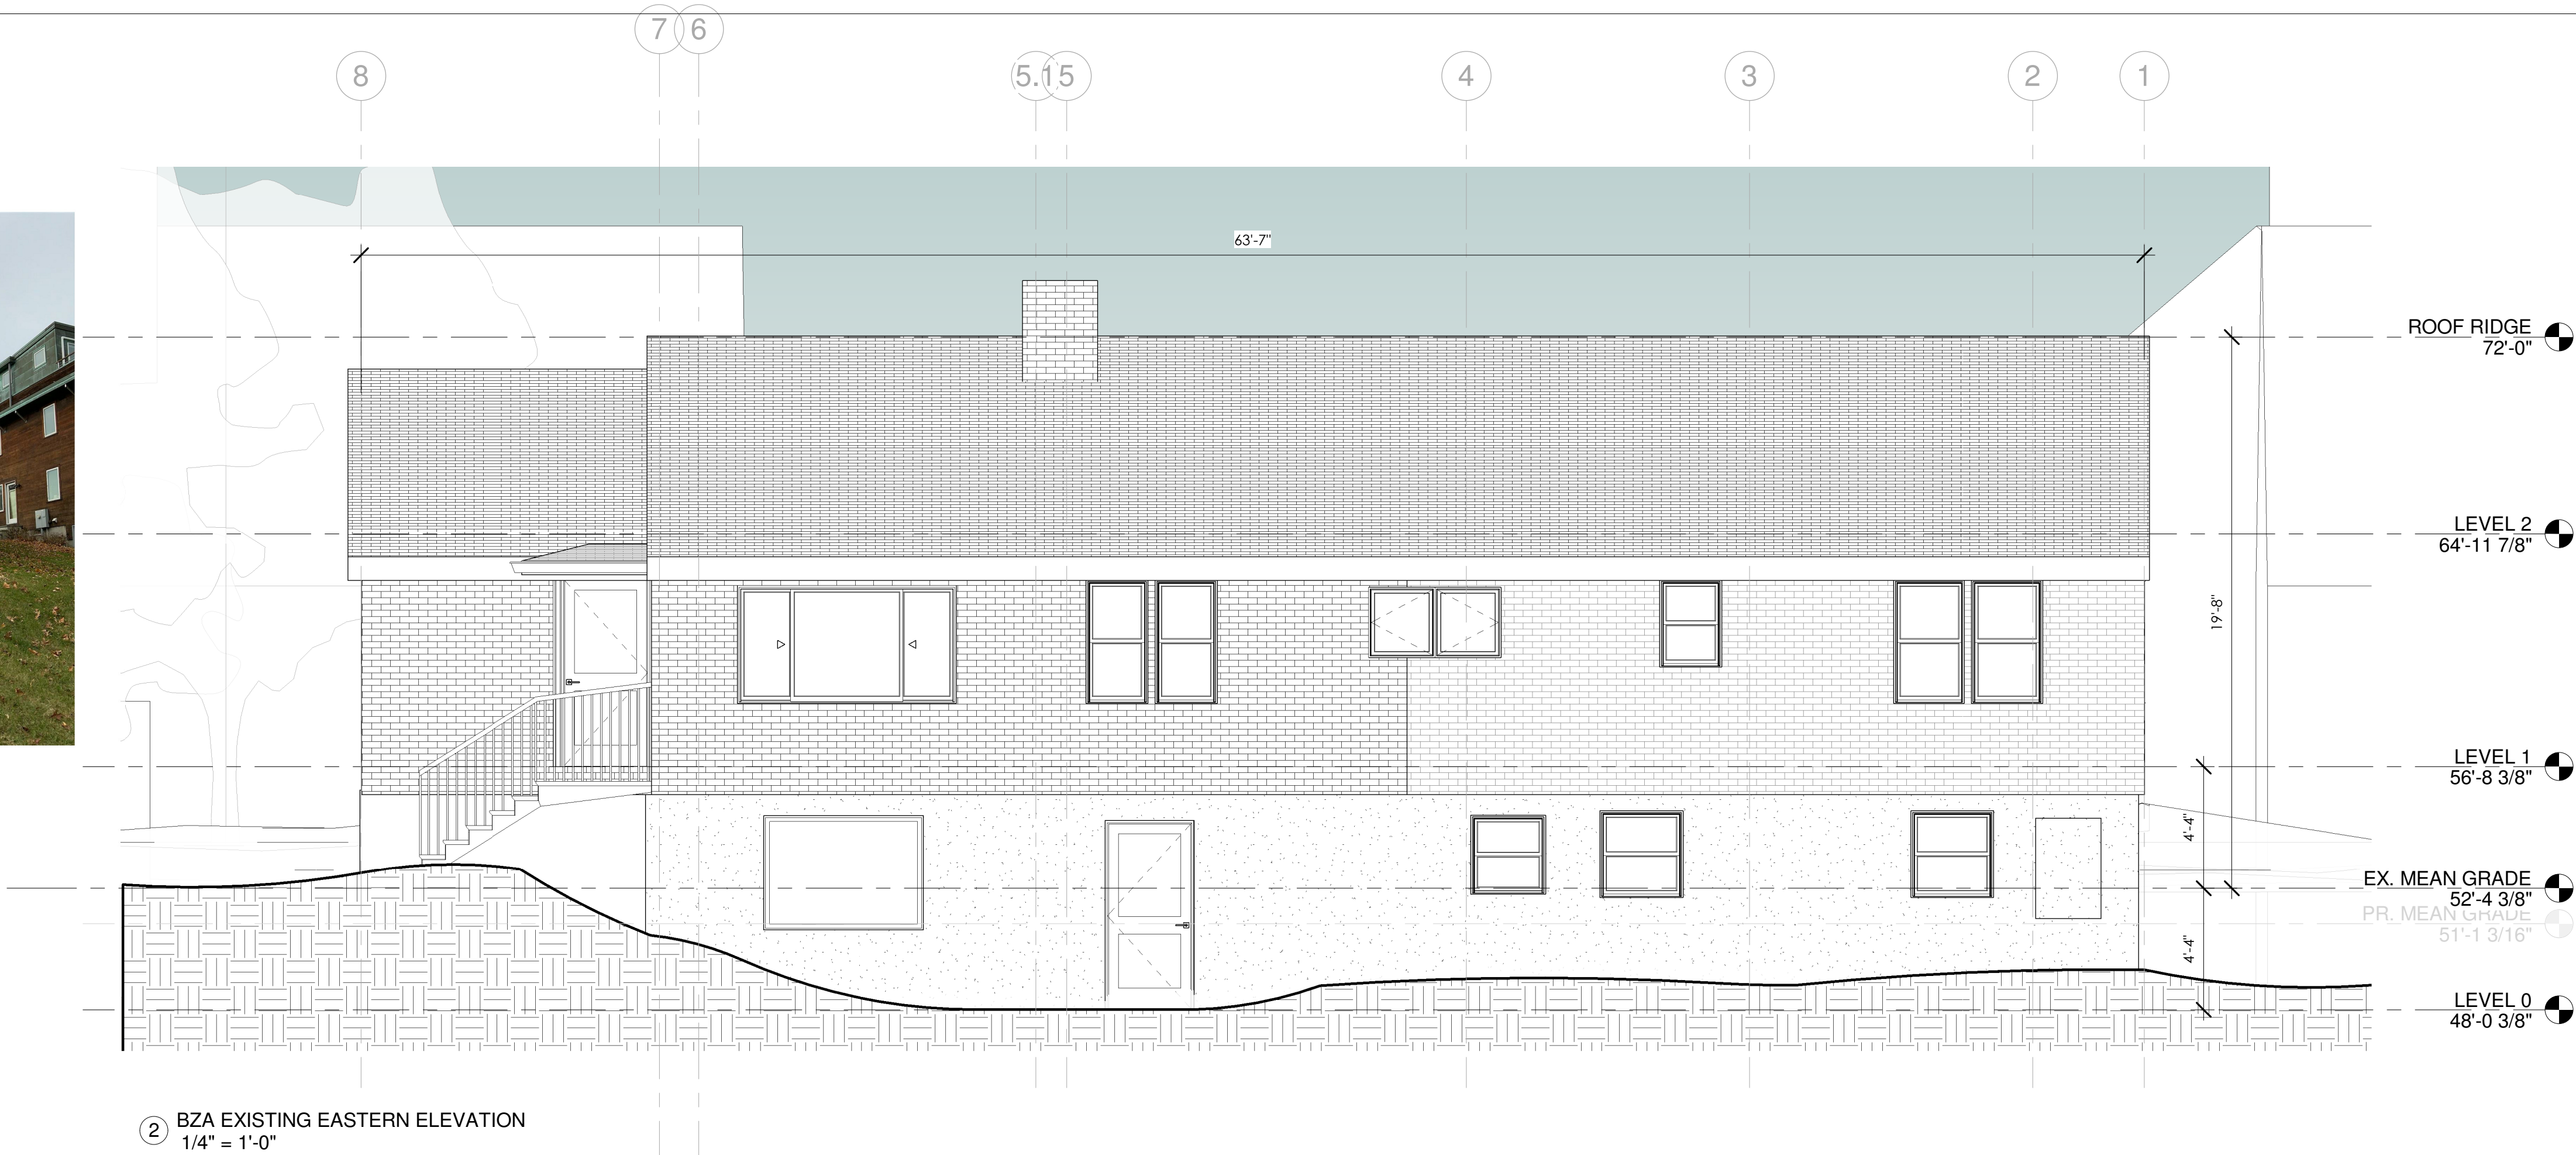 7 6
8 5.1 5 4 3 2 1
63'-7"
ROOF RIDGE
72'-0"
LEVEL 2
64'-11 7/8"
19'-8"
LEVEL 1
56'-8 3/8"
4'-4"
EX. MEAN GRADE
52'-4 3/8"
PR. MEAN GRADE
51'-1 3/16"
4'-4"
LEVEL 0
48'-0 3/8"
2 BZA EXISTING EASTERN ELEVATION
1/4" = 1'-0"